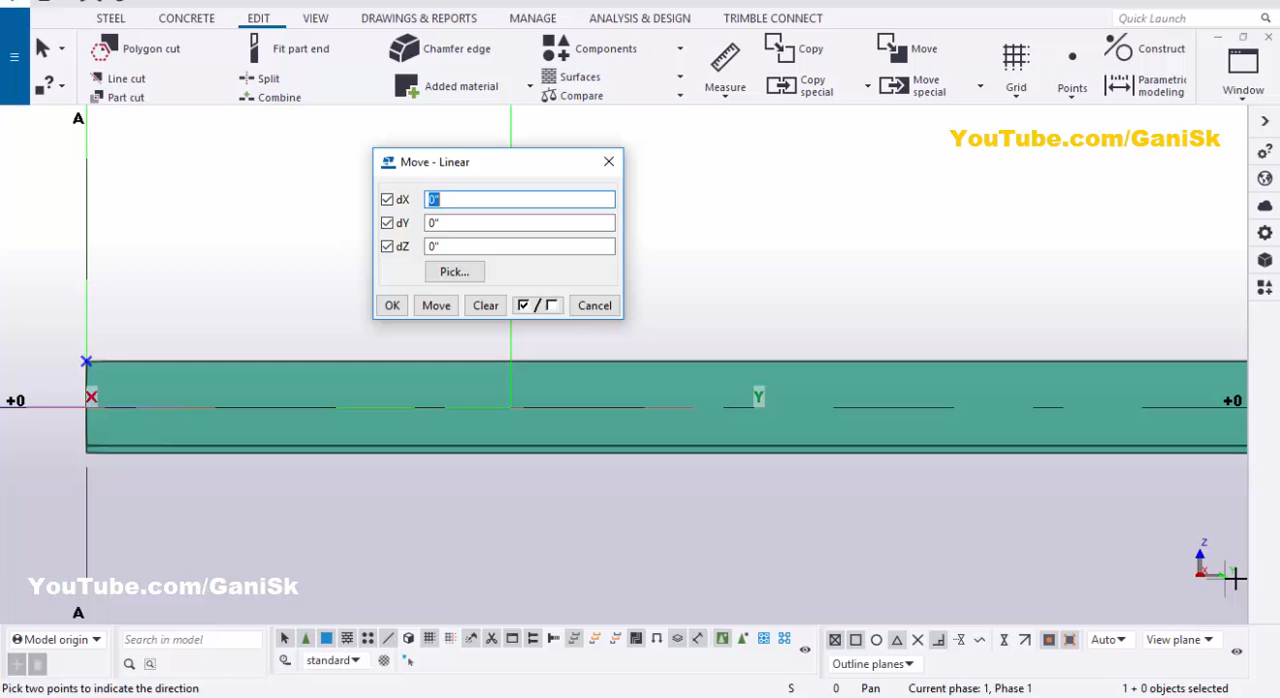 STEEL CONCRETE EDIT VIEW DRAWINGS & REPORTS MANAGE ANALYSIS & DESIGN TRIMBLE CONNECT Quick Launch
Polygon cut Fit part end Chamfer edge Components Copy Move Construct
Line cut Split Added material Surfaces Measure Copy special Move special Grid Points Parametric modeling Window
Part cut Combine Compare
A
YouTube.com/GaniSk
Move - Linear
dX 0"
dY 0"
dZ 0"
Pick...
OK Move Clear / Cancel
+0 X Y +0
Z
YouTube.com/GaniSk
A
Model origin Search in model Auto View plane
standard Outline planes
Pick two points to indicate the direction S 0 Pan Current phase: 1, Phase 1 1 + 0 objects selected